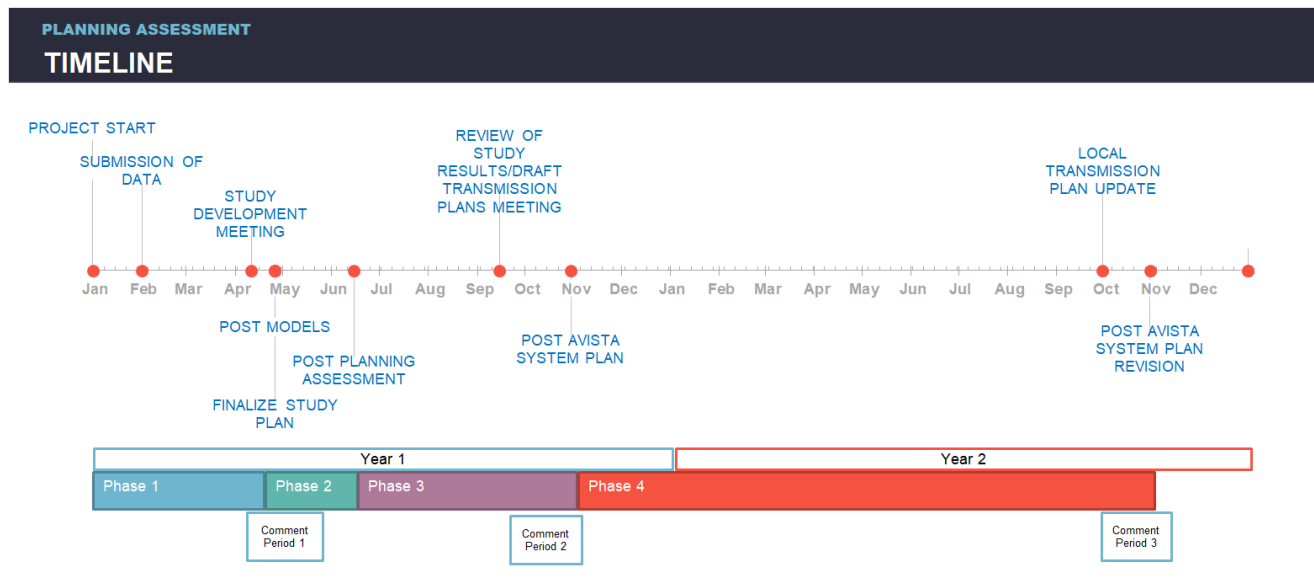 PLANNING ASSESSMENT
TIMELINE
PROJECT START
SUBMISSION OF
DATA
STUDY
DEVELOPMENT
MEETING
REVIEW OF
STUDY
RESULTS/DRAFT
TRANSMISSION
PLANS MEETING
LOCAL
TRANSMISSION
PLAN UPDATE
Jan Feb Mar Apr May Jun Jul Aug Sep Oct Nov Dec Jan Feb Mar Apr May Jun Jul Aug Sep Oct Nov Dec
POST MODELS
POST PLANNING
ASSESSMENT
FINALIZE STUDY
PLAN
POST AVISTA
SYSTEM PLAN
POST AVISTA
SYSTEM PLAN
REVISION
Year 1 Year 2
Phase 1 Phase 2 Phase 3 Phase 4
Comment
Period 1
Comment
Period 2
Comment
Period 3